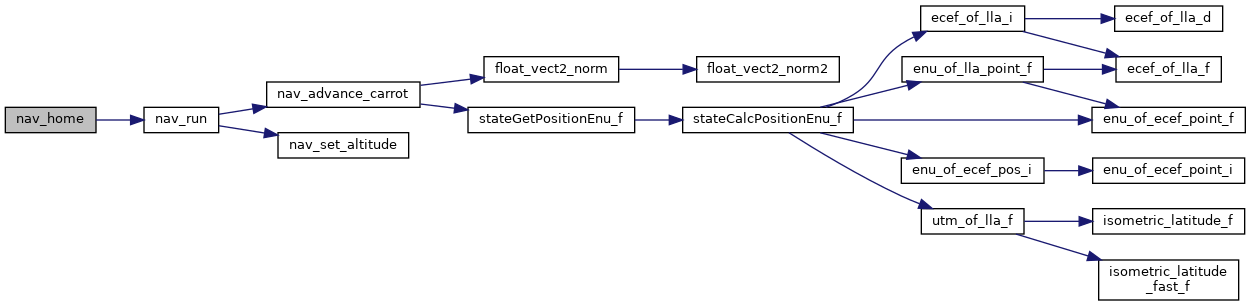 nav_home
nav_run
nav_advance_carrot
nav_set_altitude
float_vect2_norm
stateGetPositionEnu_f
float_vect2_norm2
stateCalcPositionEnu_f
ecef_of_lla_i
enu_of_lla_point_f
enu_of_ecef_pos_i
utm_of_lla_f
ecef_of_lla_d
ecef_of_lla_f
enu_of_ecef_point_f
enu_of_ecef_point_i
isometric_latitude_f
isometric_latitude
_fast_f